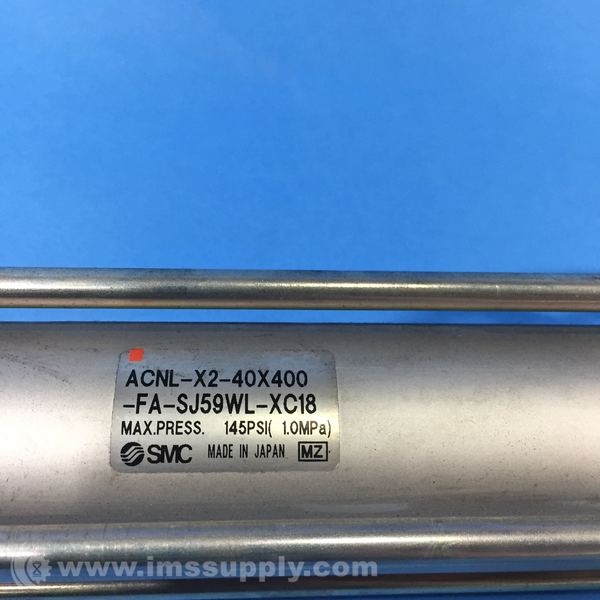 ACNL-X2-40X400
-FA-SJ59WL-XC18
MAX.PRESS. 145PSI( 1.0MPa)
SMC MADE IN JAPAN MZ
www.imssupply.com